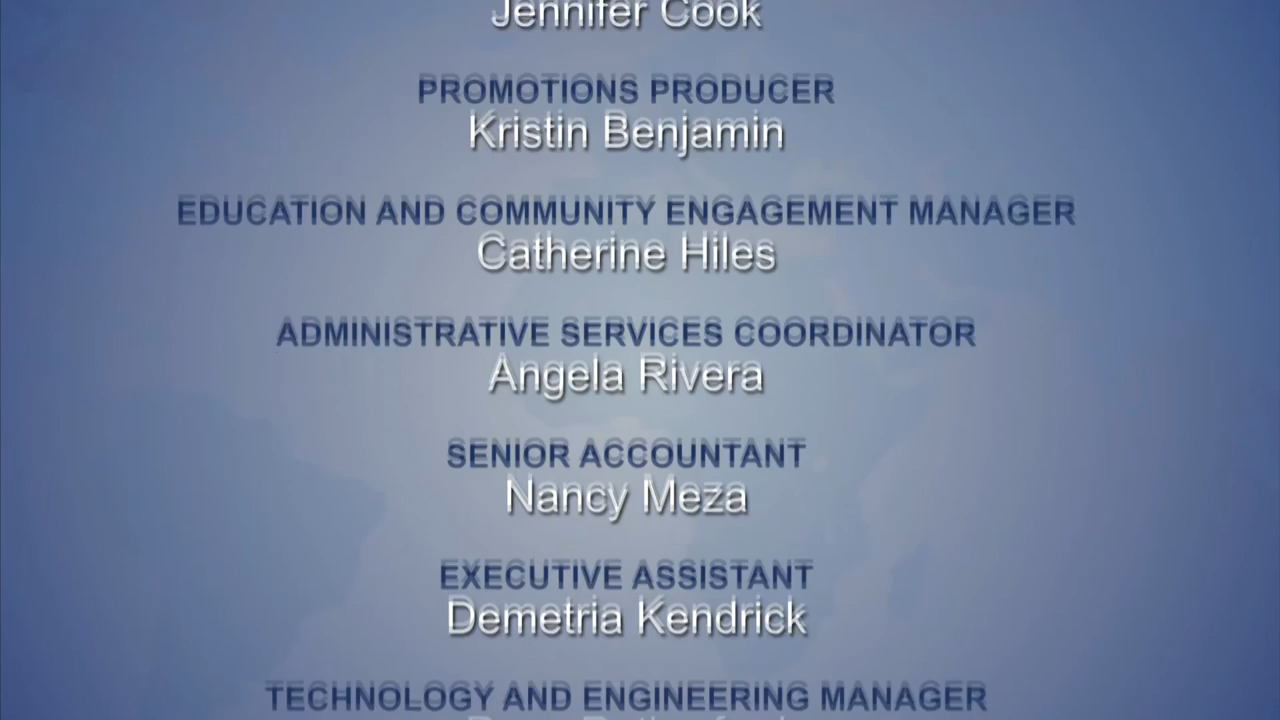 Jennifer Cook
PROMOTIONS PRODUCER
Kristin Benjamin
EDUCATION AND COMMUNITY ENGAGEMENT MANAGER
Catherine Hiles
ADMINISTRATIVE SERVICES COORDINATOR
Angela Rivera
SENIOR ACCOUNTANT
Nancy Meza
EXECUTIVE ASSISTANT
Demetria Kendrick
TECHNOLOGY AND ENGINEERING MANAGER